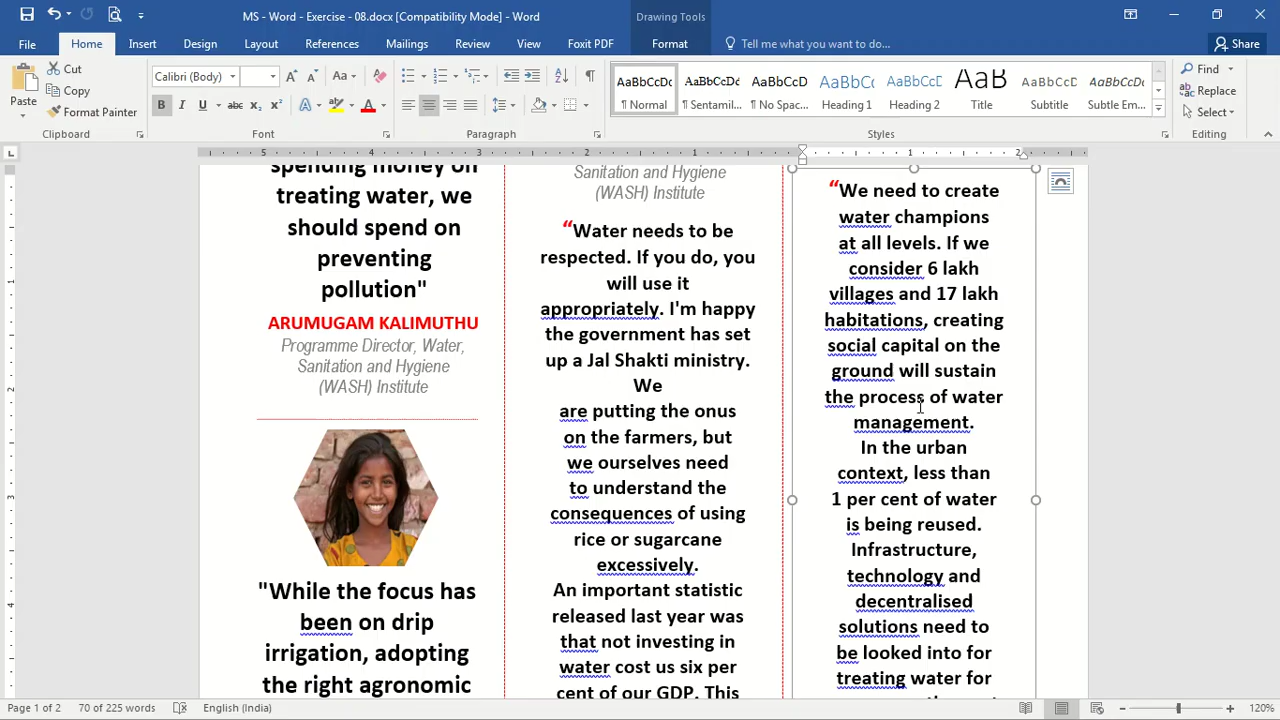 MS - Word - Exercise - 08.docx [Compatibility Mode] - Word
Drawing Tools
File
Home
Insert
Design
Layout
References
Mailings
Review
View
Foxit PDF
Format
Tell me what you want to do...
Share
Paste
Cut
Copy
Format Painter
Clipboard
Calibri (Body)
Font
Paragraph
AaBbCcDc
¶ Normal
¶ Sentamil...
¶ No Spac...
Heading 1
Heading 2
AaB
Title
Subtitle
AaBbCcDc
Subtle Em...
Styles
Find
Replace
Select
Editing
spending money on
treating water, we
should spend on
preventing
pollution"
ARUMUGAM KALIMUTHU
Programme Director, Water,
Sanitation and Hygiene
(WASH) Institute
"While the focus has
been on drip
irrigation, adopting
the right agronomic
Sanitation and Hygiene
(WASH) Institute
“Water needs to be
respected. If you do, you
will use it
appropriately. I'm happy
the government has set
up a Jal Shakti ministry.
We
are putting the onus
on the farmers, but
we ourselves need
to understand the
consequences of using
rice or sugarcane
excessively.
An important statistic
released last year was
that not investing in
water cost us six per
cent of our GDP. This
“We need to create
water champions
at all levels. If we
consider 6 lakh
villages and 17 lakh
habitations, creating
social capital on the
ground will sustain
the process of water
management.
In the urban
context, less than
1 per cent of water
is being reused.
Infrastructure,
technology and
decentralised
solutions need to
be looked into for
treating water for
Page 1 of 2
70 of 225 words
English (India)
120%